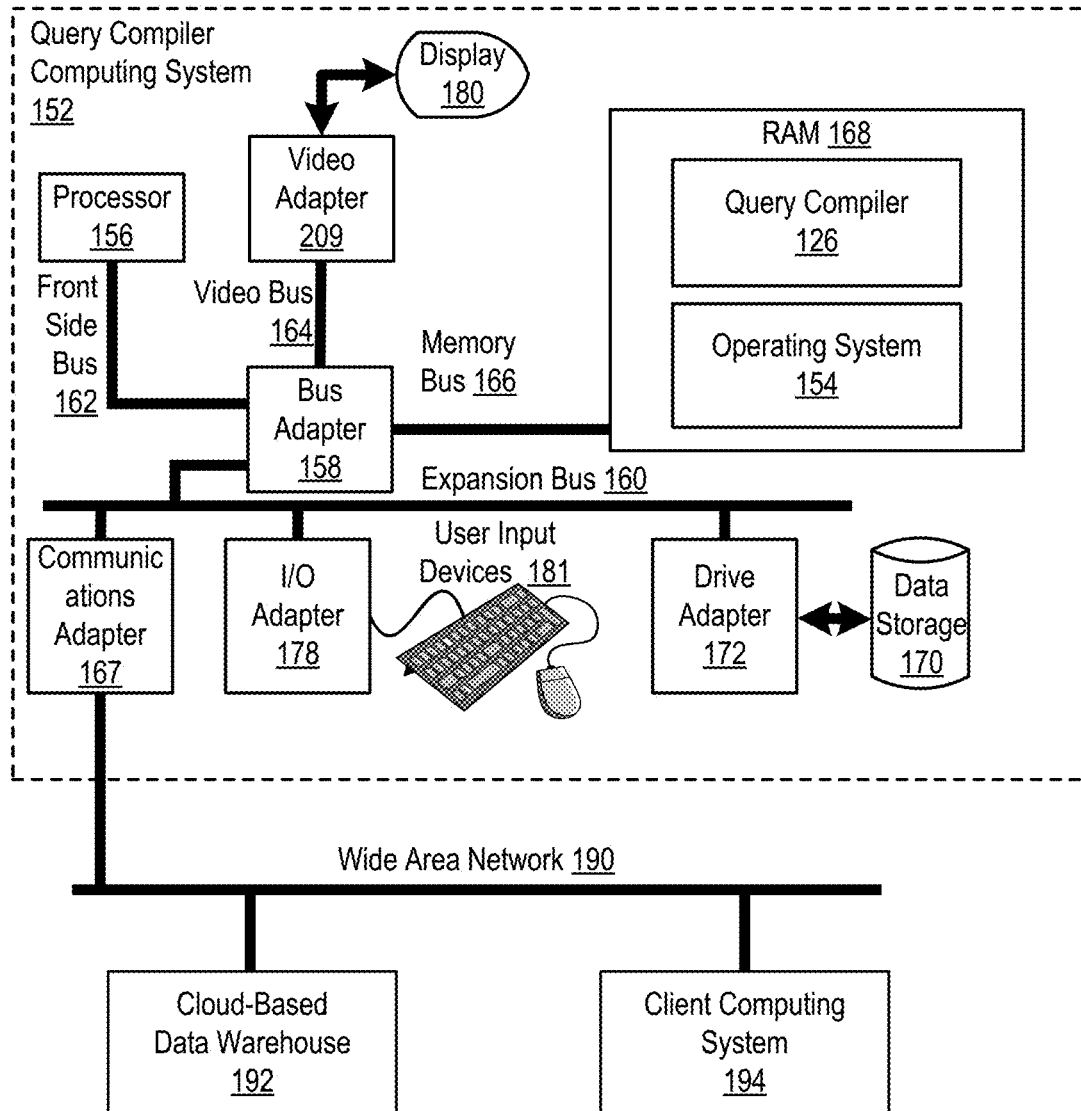 Query Compiler
Computing System
152
Display
180
Video
Adapter
209
Processor
156
RAM 168
Query Compiler
126
Operating System
154
Front
Side
Bus
162
Video Bus
164
Memory
Bus 166
Bus
Adapter
158
Expansion Bus 160
Communic
ations
Adapter
167
I/O
Adapter
178
User Input
Devices 181
Drive
Adapter
172
Data
Storage
170
Wide Area Network 190
Cloud-Based
Data Warehouse
192
Client Computing
System
194